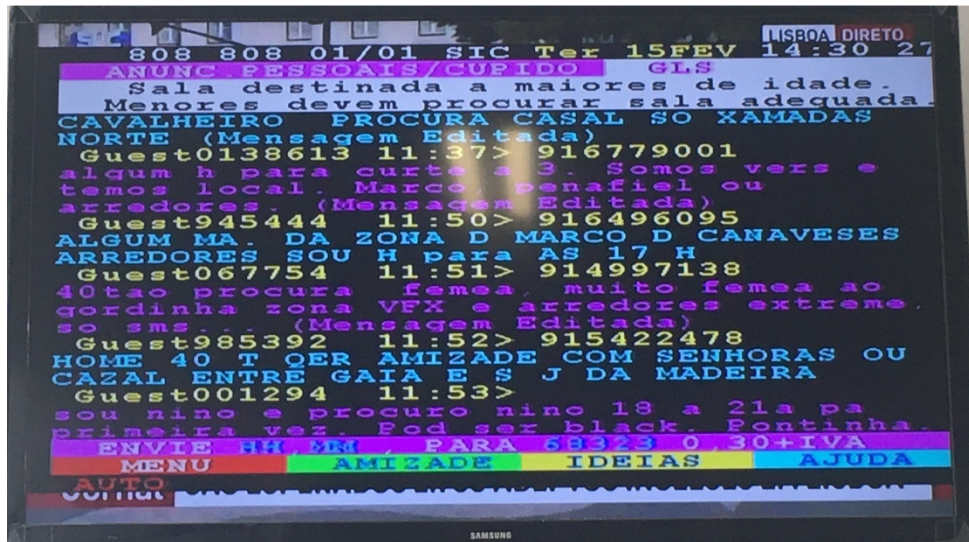 SIC
LISBOA DIRETO
808 808 01/01 SIC Ter 15FEV 14:30 27
ANUNC.PESSOAIS/CUPIDO GLS
Sala destinada a maiores de idade.
Menores devem procurar sala adequada.
CAVALHEIRO PROCURA CASAL SO XAMADAS
NORTE (Mensagem Editada)
Guest0138613 11:37> 916779001
algum h para curte a 3. Somos vers e
temos local. Marco, penafiel ou
arredores. (Mensagem Editada)
Guest945444 11:50> 916496095
ALGUM MA. DA ZONA D MARCO D CANAVESES
ARREDORES SOU H para AS 17 H
Guest067754 11:51> 914997138
40tao procura femea, muito femea ao
gordinha zona VFX e arredores extreme.
so sms... (Mensagem Editada)
Guest985392 11:52> 915422478
HOME 40 T QER AMIZADE COM SENHORAS OU
CAZAL ENTRE GAIA E S J DA MADEIRA
Guest001294 11:53>
sou nino e procuro nino 18 a 21a pa
primeira vez. Pod ser black. Pontinha.
ENVIE HH.MM PARA 68323 0,30+IVA
MENU AMIZADE IDEIAS AJUDA
AUTO
Jornal
SAMSUNG